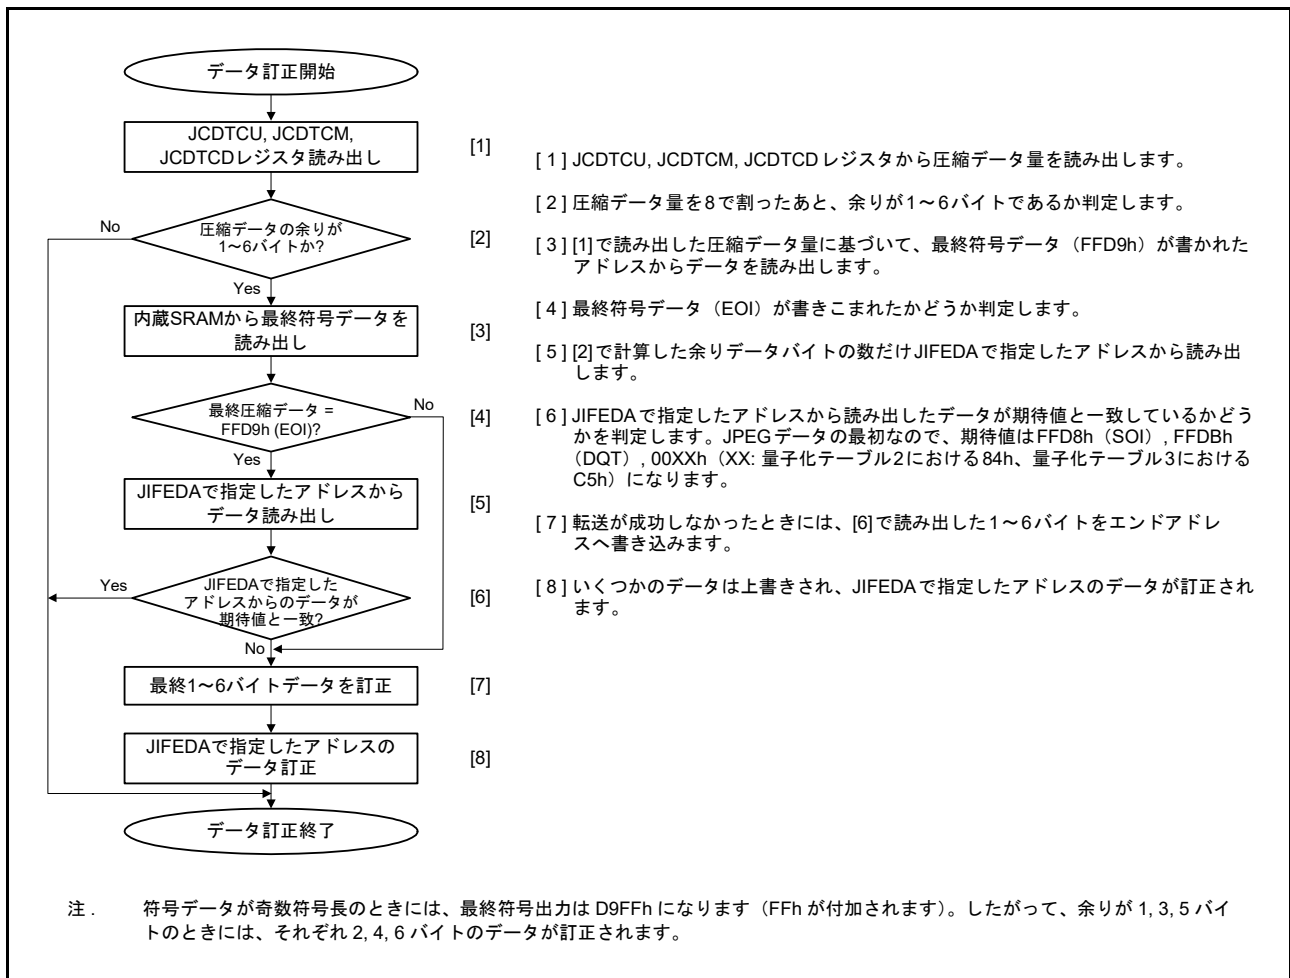 データ訂正開始
JCDTCU, JCDTCM,
JCDTCDレジスタ読み出し
[1]
圧縮データの余りが
1～6バイトか?
No
[2]
Yes
内蔵SRAMから最終符号データを
読み出し
[3]
最終圧縮データ =
FFD9h (EOI)?
No
[4]
Yes
JIFEDAで指定したアドレスから
データ読み出し
[5]
Yes
JIFEDAで指定した
アドレスからのデータが
期待値と一致?
[6]
No
最終1～6バイトデータを訂正
[7]
JIFEDAで指定したアドレスの
データ訂正
[8]
データ訂正終了
[ 1 ] JCDTCU, JCDTCM, JCDTCD レジスタから圧縮データ量を読み出します。
[ 2 ] 圧縮データ量を8で割ったあと、余りが1～6バイトであるか判定します。
[ 3 ] [1]で読み出した圧縮データ量に基づいて、最終符号データ（FFD9h）が書かれた
アドレスからデータを読み出します。
[ 4 ] 最終符号データ（EOI）が書きこまれたかどうか判定します。
[ 5 ] [2]で計算した余りデータバイトの数だけJIFEDAで指定したアドレスから読み出
します。
[ 6 ] JIFEDAで指定したアドレスから読み出したデータが期待値と一致しているかどう
かを判定します。JPEGデータの最初なので、期待値はFFD8h（SOI）, FFDBh
（DQT）, 00XXh（XX: 量子化テーブル2における84h、量子化テーブル3における
C5h）になります。
[ 7 ] 転送が成功しなかったときには、[6]で読み出した1～6バイトをエンドアドレ
スへ書き込みます。
[ 8 ] いくつかのデータは上書きされ、JIFEDAで指定したアドレスのデータが訂正され
ます。
注 . 符号データが奇数符号長のときには、最終符号出力は D9FFh になります（FFh が付加されます）。したがって、余りが 1, 3, 5 バイ
トのときには、それぞれ 2, 4, 6 バイトのデータが訂正されます。